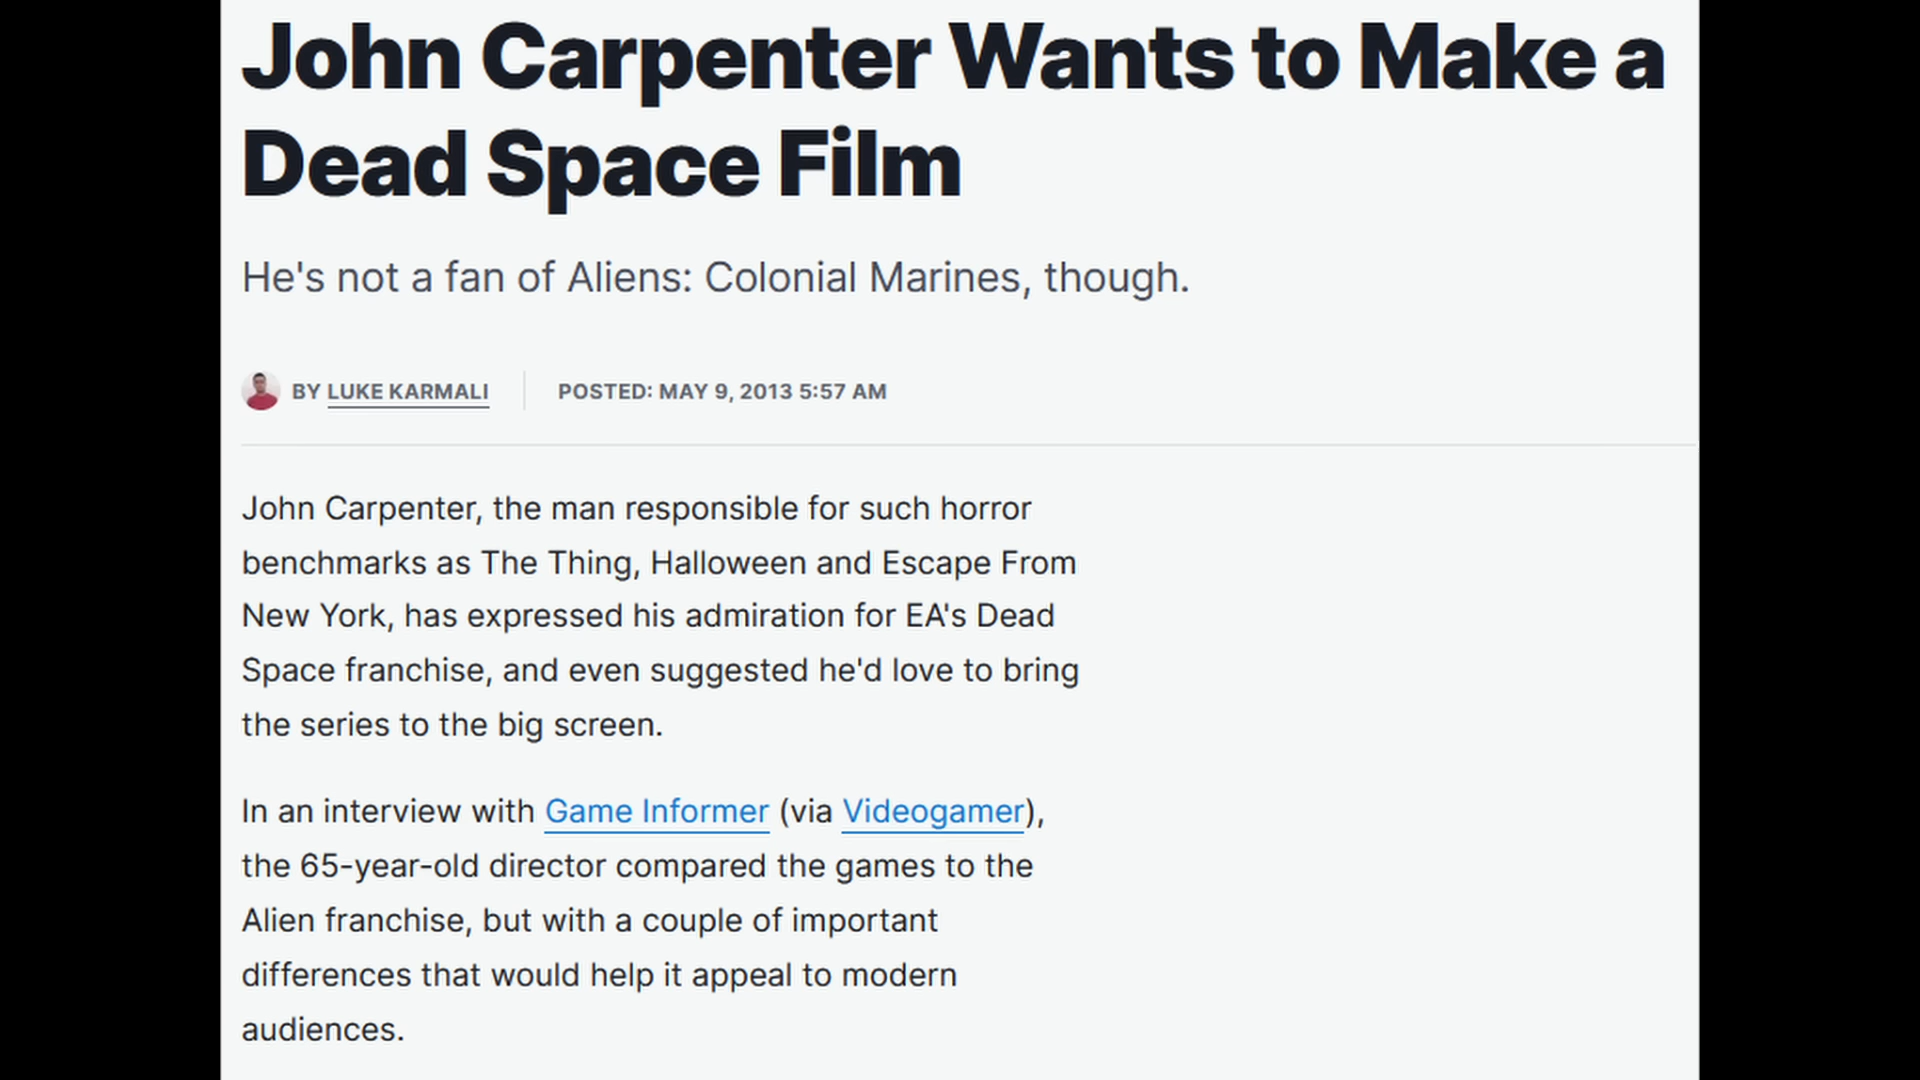 John Carpenter Wants to Make a
Dead Space Film
He's not a fan of Aliens: Colonial Marines, though.
BY LUKE KARMALI POSTED: MAY 9, 2013 5:57 AM
John Carpenter, the man responsible for such horror
benchmarks as The Thing, Halloween and Escape From
New York, has expressed his admiration for EA's Dead
Space franchise, and even suggested he'd love to bring
the series to the big screen.
In an interview with Game Informer (via Videogamer),
the 65-year-old director compared the games to the
Alien franchise, but with a couple of important
differences that would help it appeal to modern
audiences.